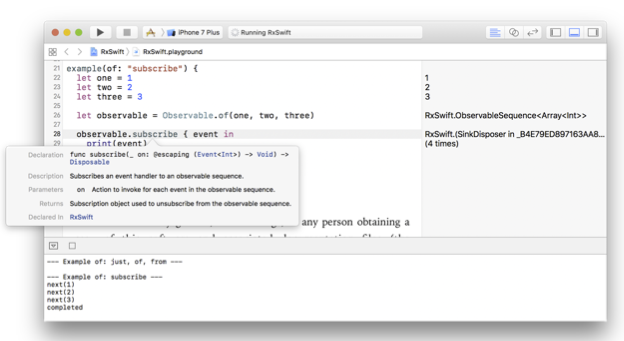 iPhone 7 Plus
Running RxSwift
RxSwift
RxSwift.playground
21 example(of: "subscribe") {
22 let one = 1
23 let two = 2
24 let three = 3
25
26 let observable = Observable.of(one, two, three)
27
28 observable.subscribe { event in
29 print(event)
1
2
3
RxSwift.ObservableSequence<Array<Int>>
RxSwift.(SinkDisposer in _B4E79ED897163AA8...
(4 times)
Declaration func subscribe(_ on: @escaping (Event<Int>) -> Void) ->
Disposable
Description Subscribes an event handler to an observable sequence.
Parameters on Action to invoke for each event in the observable sequence.
Returns Subscription object used to unsubscribe from the observable sequence.
Declared In RxSwift
any person obtaining a
--- Example of: just, of, from ---
--- Example of: subscribe ---
next(1)
next(2)
next(3)
completed